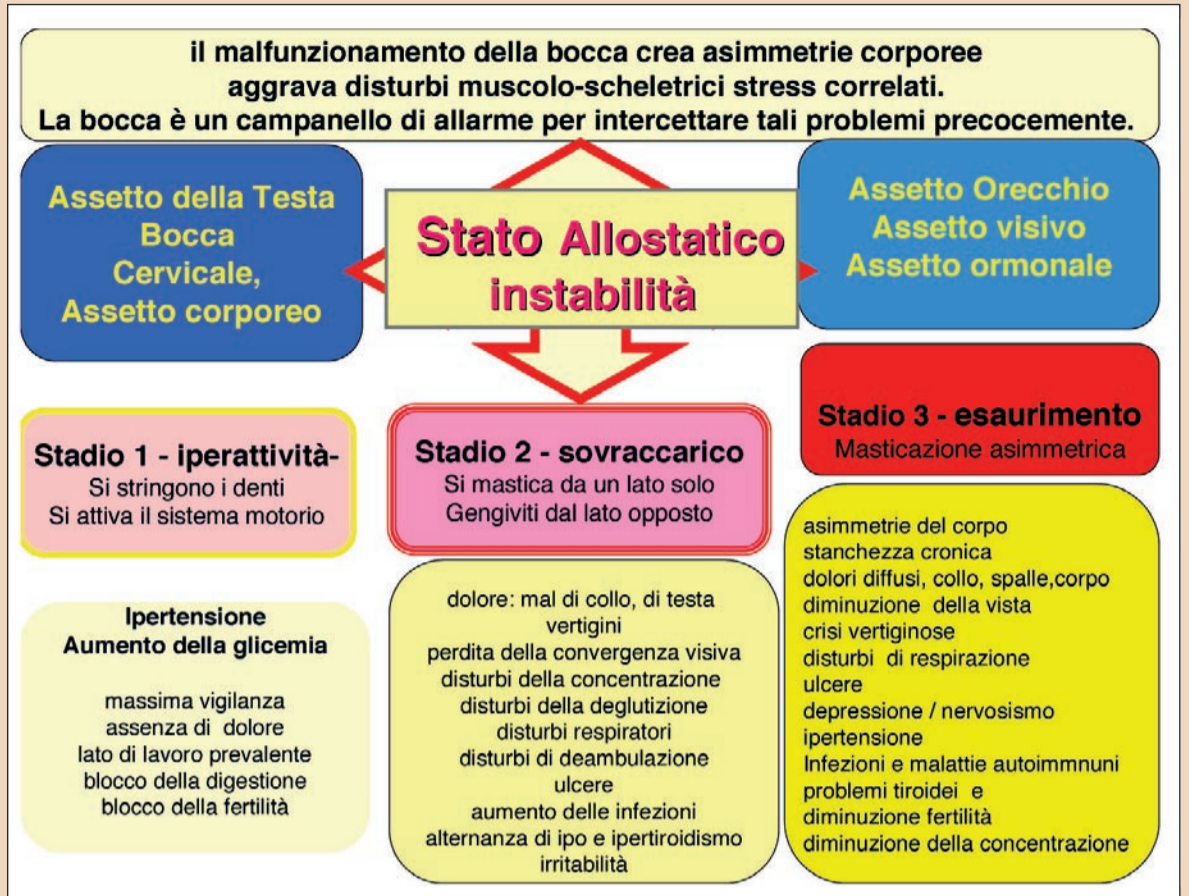 il malfunzionamento della bocca crea asimmetrie corporee
aggrava disturbi muscolo-scheletrici stress correlati.
La bocca è un campanello di allarme per intercettare tali problemi precocemente.
Assetto della Testa
Bocca
Cervicale,
Assetto corporeo
Stato Allostatico
instabilità
Assetto Orecchio
Assetto visivo
Assetto ormonale
Stadio 1 - iperattività-
Si stringono i denti
Si attiva il sistema motorio
Ipertensione
Aumento della glicemia
massima vigilanza
assenza di dolore
lato di lavoro prevalente
blocco della digestione
blocco della fertilità
Stadio 2 - sovraccarico
Si mastica da un lato solo
Gengiviti dal lato opposto
dolore: mal di collo, di testa
vertigini
perdita della convergenza visiva
disturbi della concentrazione
disturbi della deglutizione
disturbi respiratori
disturbi di deambulazione
ulcere
aumento delle infezioni
alternanza di ipo e ipertiroidismo
irritabilità
Stadio 3 - esaurimento
Masticazione asimmetrica
asimmetrie del corpo
stanchezza cronica
dolori diffusi, collo, spalle,corpo
diminuzione della vista
crisi vertiginose
disturbi di respirazione
ulcere
depressione / nervosismo
ipertensione
Infezioni e malattie autoimmnuni
problemi tiroidei e
diminuzione fertilità
diminuzione della concentrazione